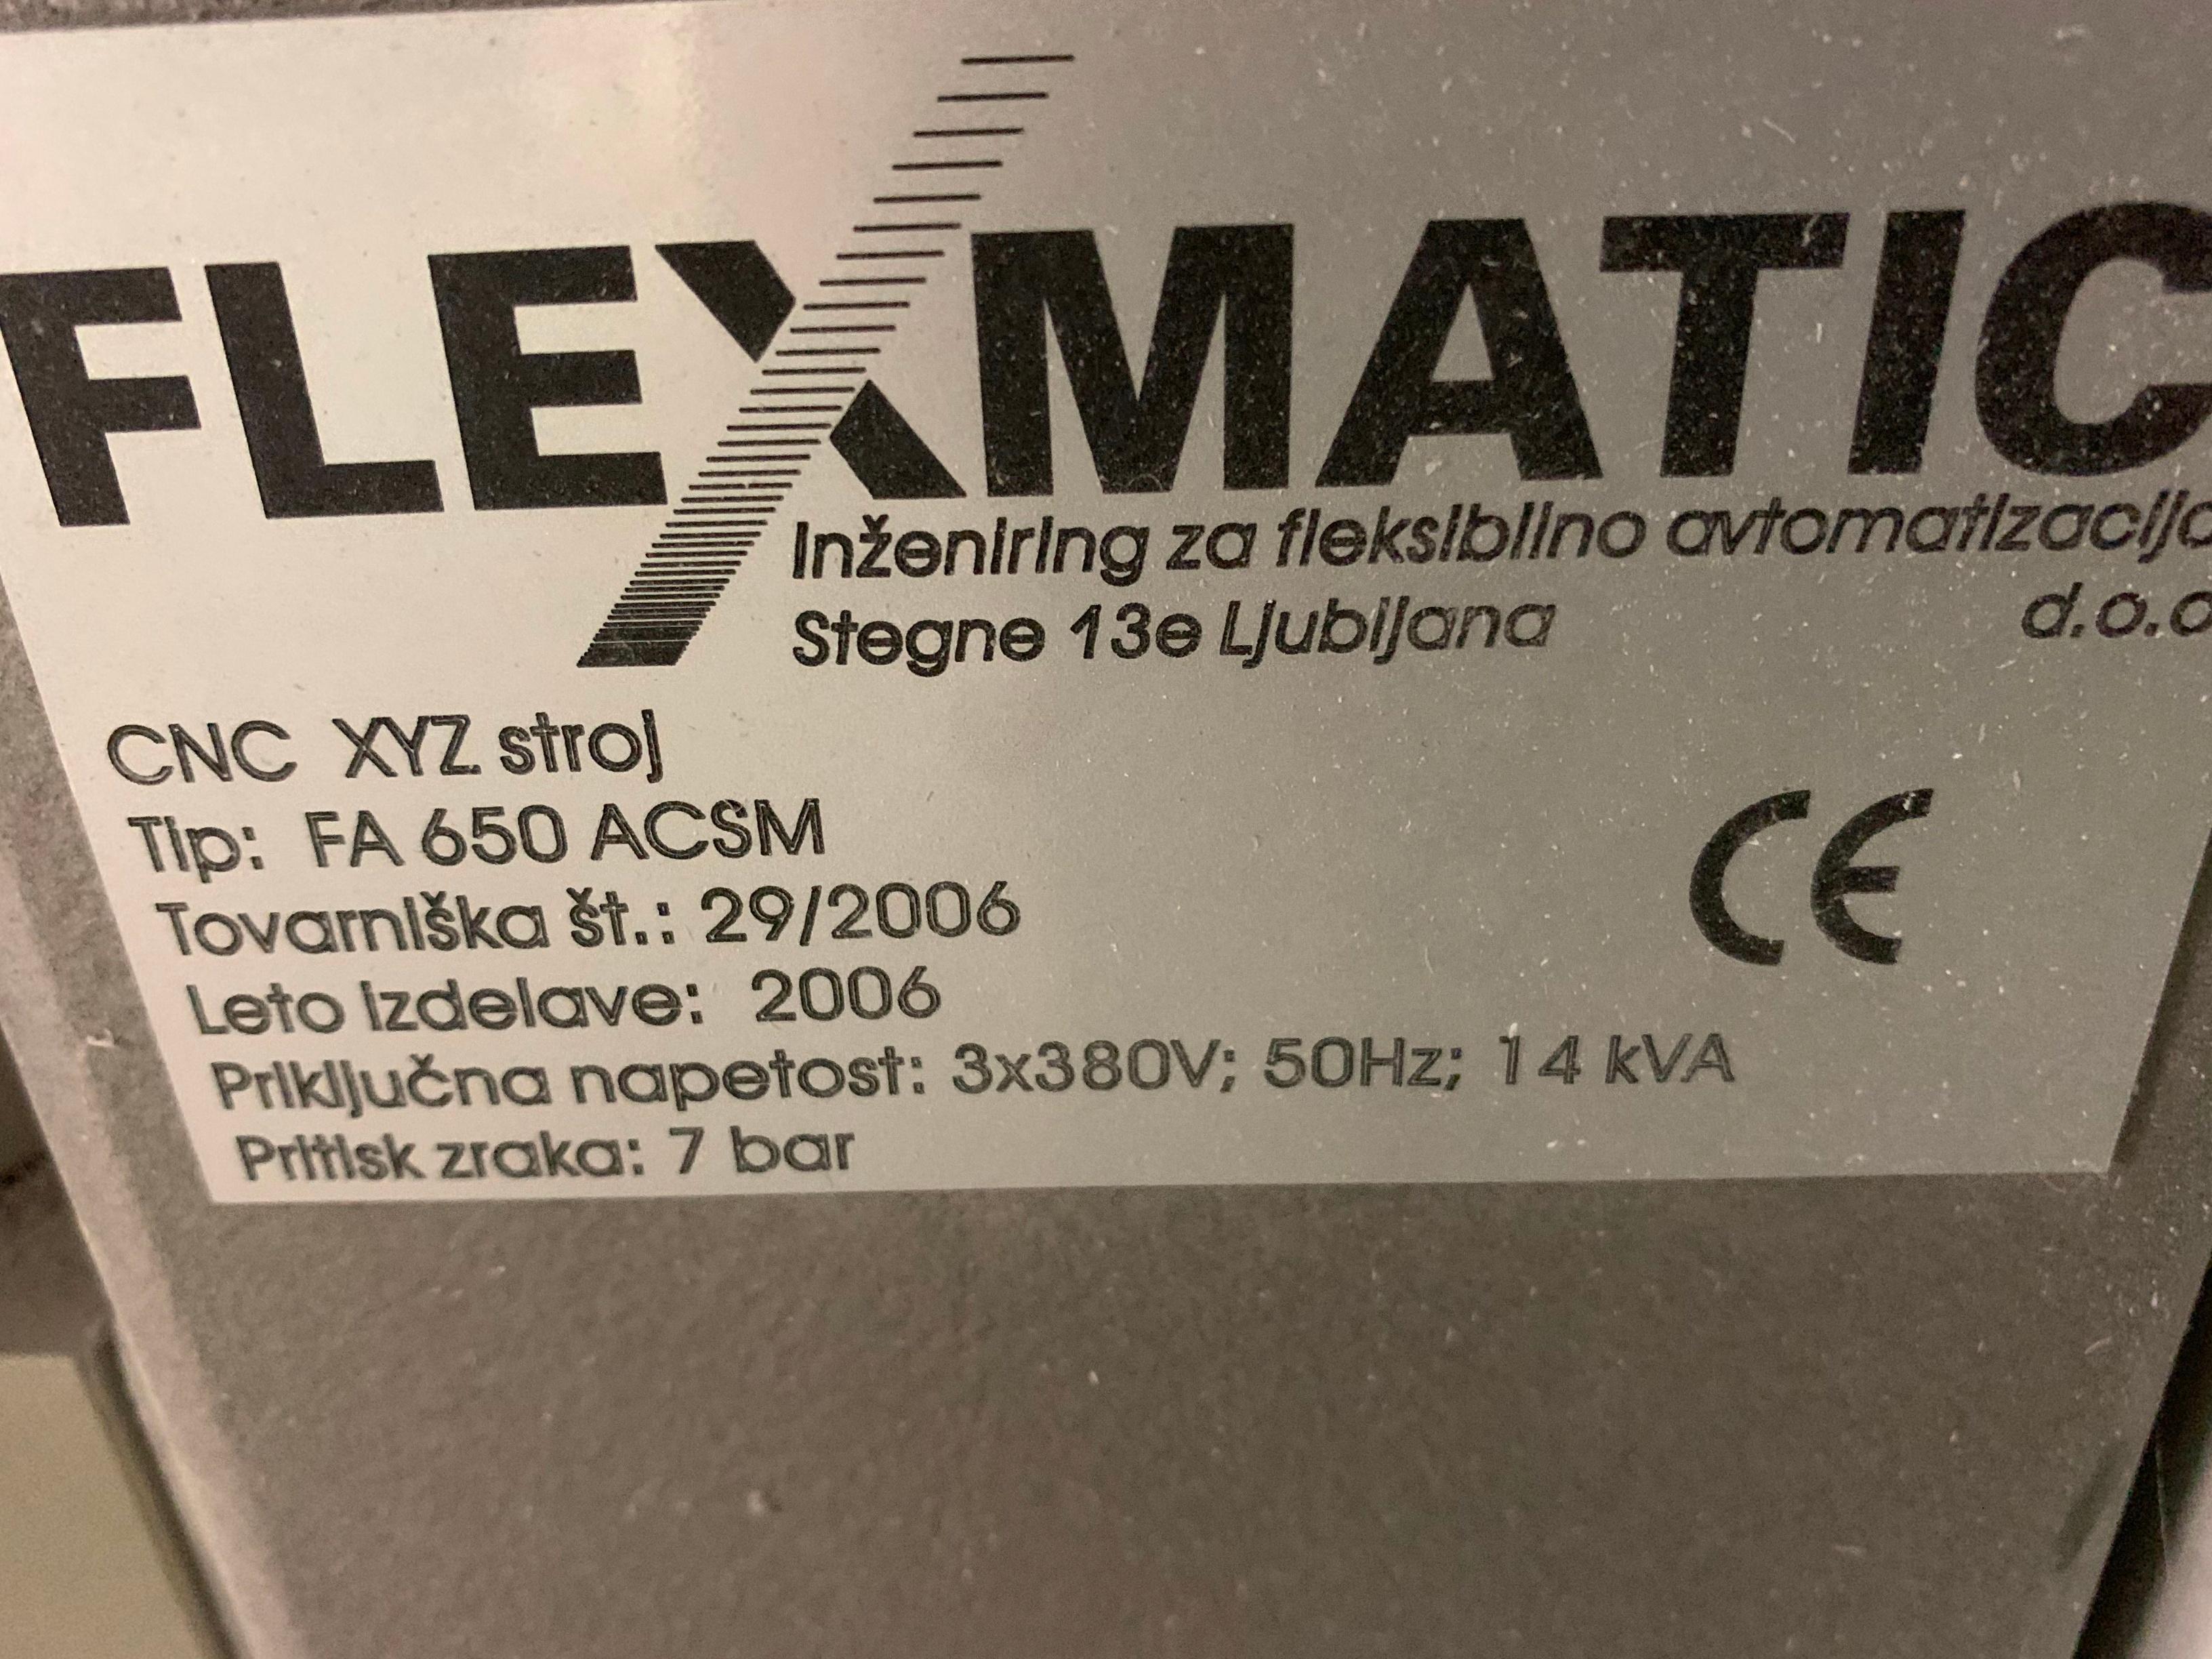 FLEXMATIC
Inženiring za fleksibilno avtomatizacijo
d.o.o
Stegne 13e Ljubljana
CNC XYZ stroj
Tip: FA 650 ACSM
Tovarniška št.: 29/2006
Leto izdelave: 2006
Priključna napetost: 3x380V; 50Hz; 14 kVA
Pritisk zraka: 7 bar
CE